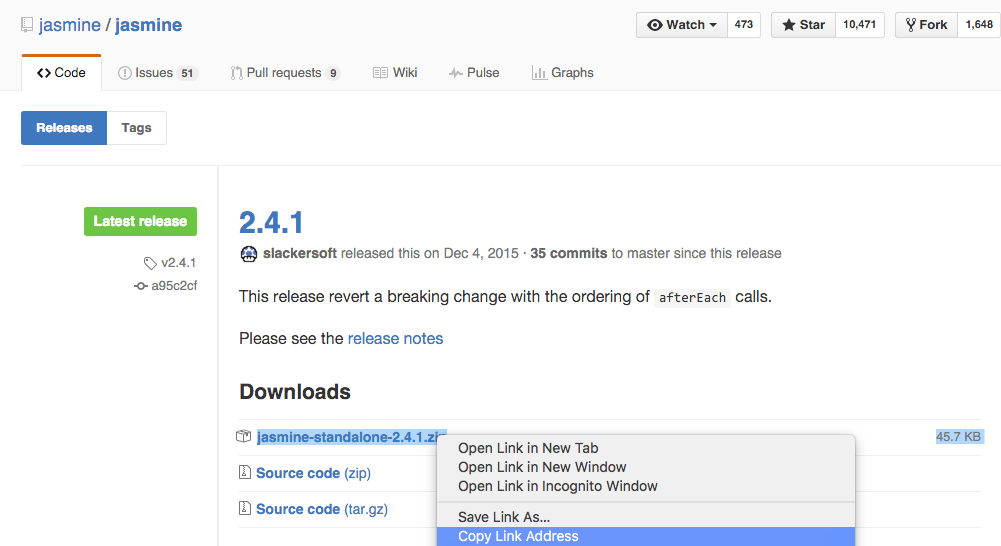 jasmine / jasmine
Watch 473 Star 10,471 Fork 1,648
Code Issues 51 Pull requests 9 Wiki Pulse Graphs
Releases Tags
Latest release
v2.4.1
a95c2cf
2.4.1
slackersoft released this on Dec 4, 2015 · 35 commits to master since this release
This release revert a breaking change with the ordering of afterEach calls.
Please see the release notes
Downloads
jasmine-standalone-2.4.1.zip 45.7 KB
Source code (zip)
Source code (tar.gz)
Open Link in New Tab
Open Link in New Window
Open Link in Incognito Window
Save Link As...
Copy Link Address